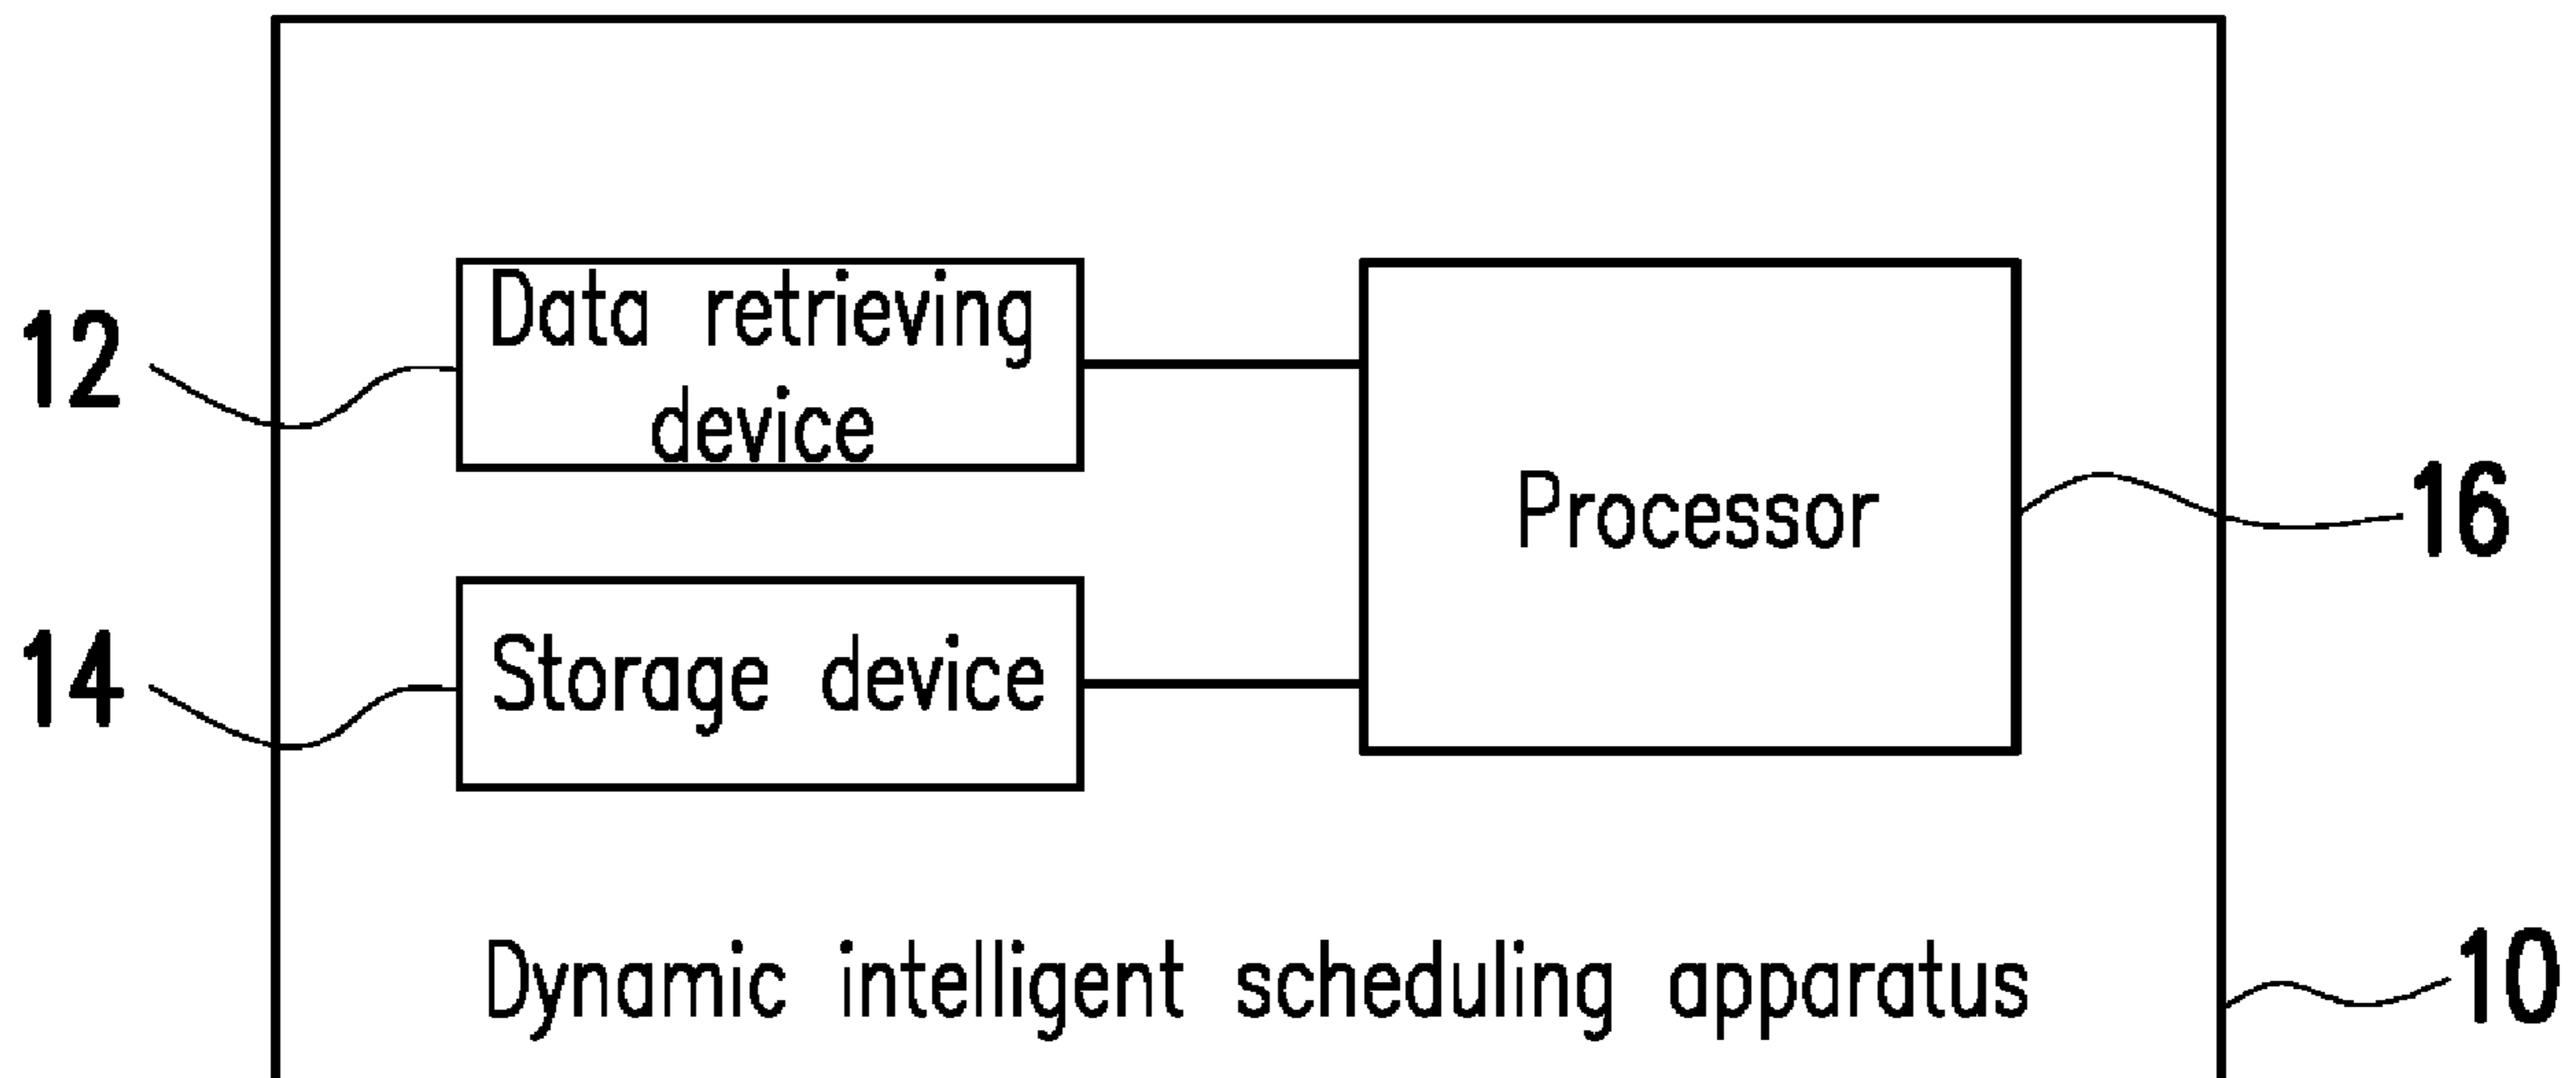 Data retrieving
device
12
Processor
16
Storage device
14
Dynamic intelligent scheduling apparatus
10